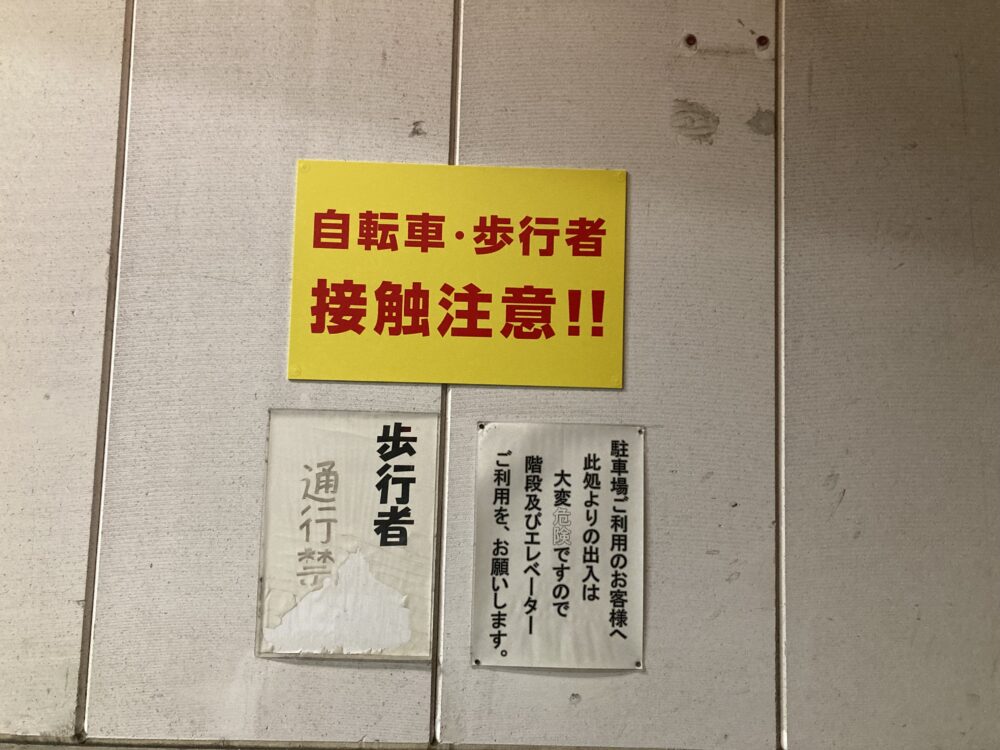 自転車・歩行者
接触注意!!
駐車場ご利用のお客様へ
此処よりの出入は
大変危険ですので
階段及びエレベーター
ご利用を、お願いします。
歩行者
通行禁